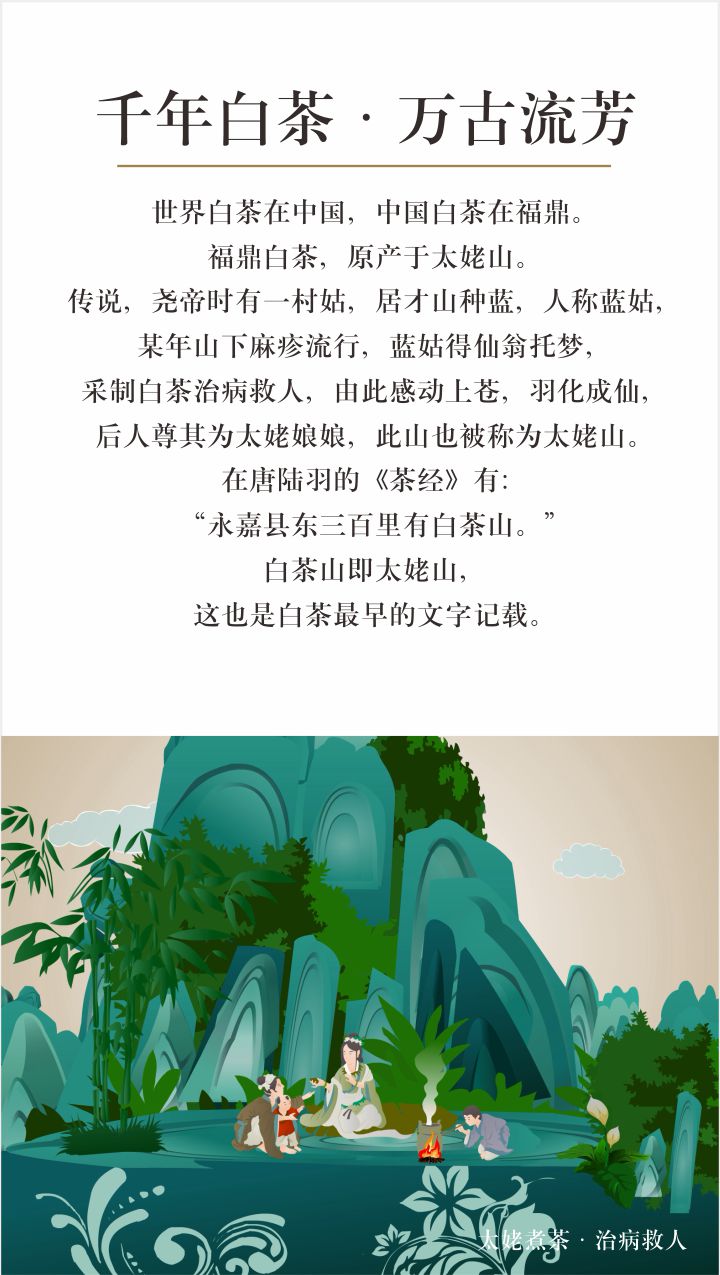 千年白茶·万古流芳
世界白茶在中国，中国白茶在福鼎。
福鼎白茶，原产于太姥山。
传说，尧帝时有一村姑，居才山种蓝，人称蓝姑，
某年山下麻疹流行，蓝姑得仙翁托梦，
采制白茶治病救人，由此感动上苍，羽化成仙，
后人尊其为太姥娘娘，此山也被称为太姥山。
在唐陆羽的《茶经》有：
“永嘉县东三百里有白茶山。”
白茶山即太姥山，
这也是白茶最早的文字记载。
太姥煮茶·治病救人